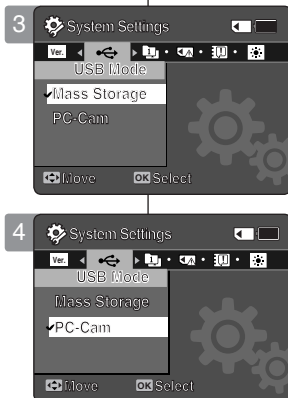 3
System Settings
Ver.
USB Mode
Mass Storage
PC-Cam
Move OK Select
4
System Settings
Ver.
USB Mode
Mass Storage
PC-Cam
Move OK Select